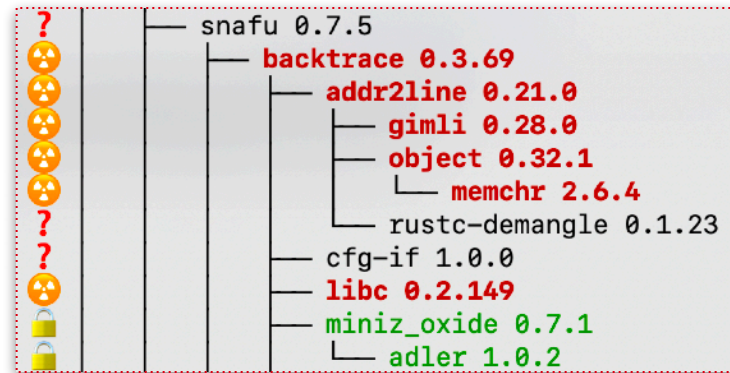 ❓ snafu 0.7.5
☢️ backtrace 0.3.69
☢️ addr2line 0.21.0
☢️ gimli 0.28.0
☢️ object 0.32.1
☢️ memchr 2.6.4
❓ rustc-demangle 0.1.23
❓ cfg-if 1.0.0
☢️ libc 0.2.149
🔒 miniz_oxide 0.7.1
🔒 adler 1.0.2